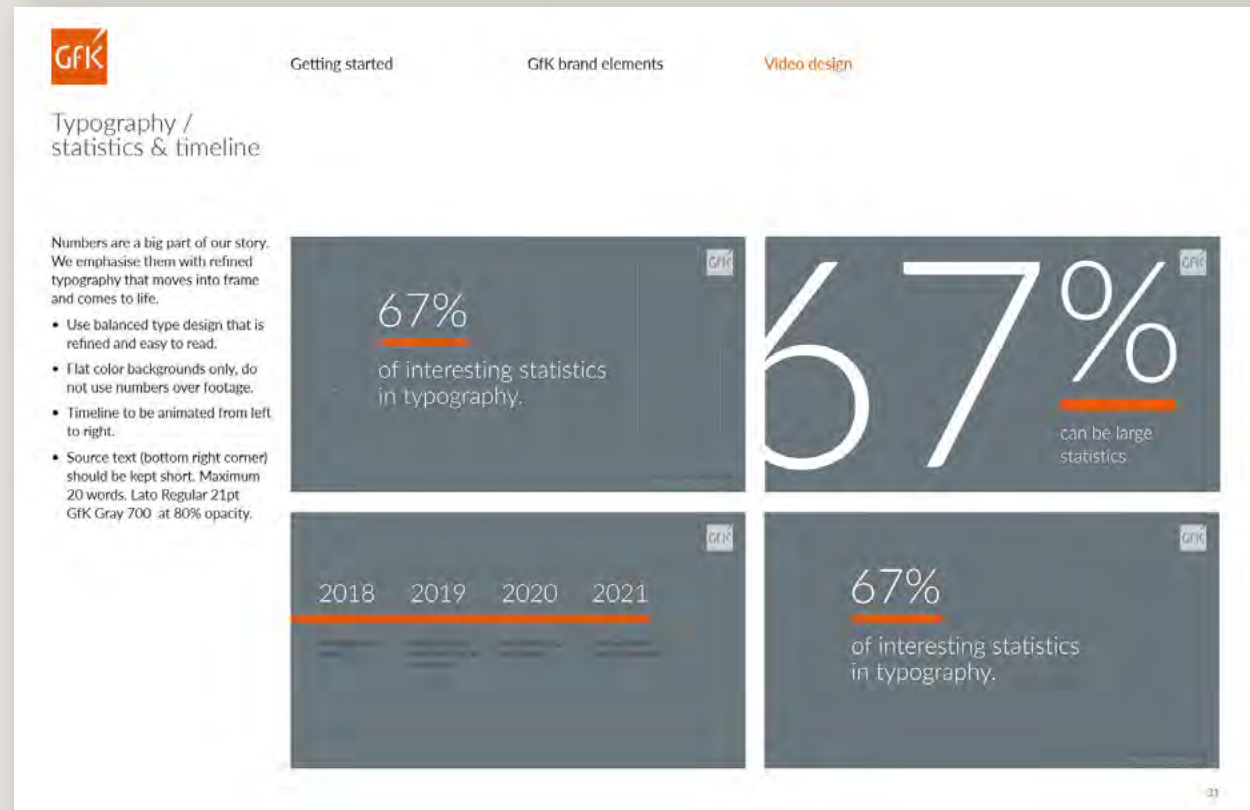 GfK
Getting started
GfK brand elements
Video design
Typography /
statistics & timeline
Numbers are a big part of our story.
We emphasise them with refined
typography that moves into frame
and comes to life.
• Use balanced type design that is
refined and easy to read.
• Flat color backgrounds only, do
not use numbers over footage.
• Timeline to be animated from left
to right.
• Source text (bottom right corner)
should be kept short. Maximum
20 words. Lato Regular 21pt
GfK Gray 700 at 80% opacity.
GfK
67%
of interesting statistics
in typography.
GfK
67%
can be large
statistics
GfK
2018 2019 2020 2021
GfK
67%
of interesting statistics
in typography.
31